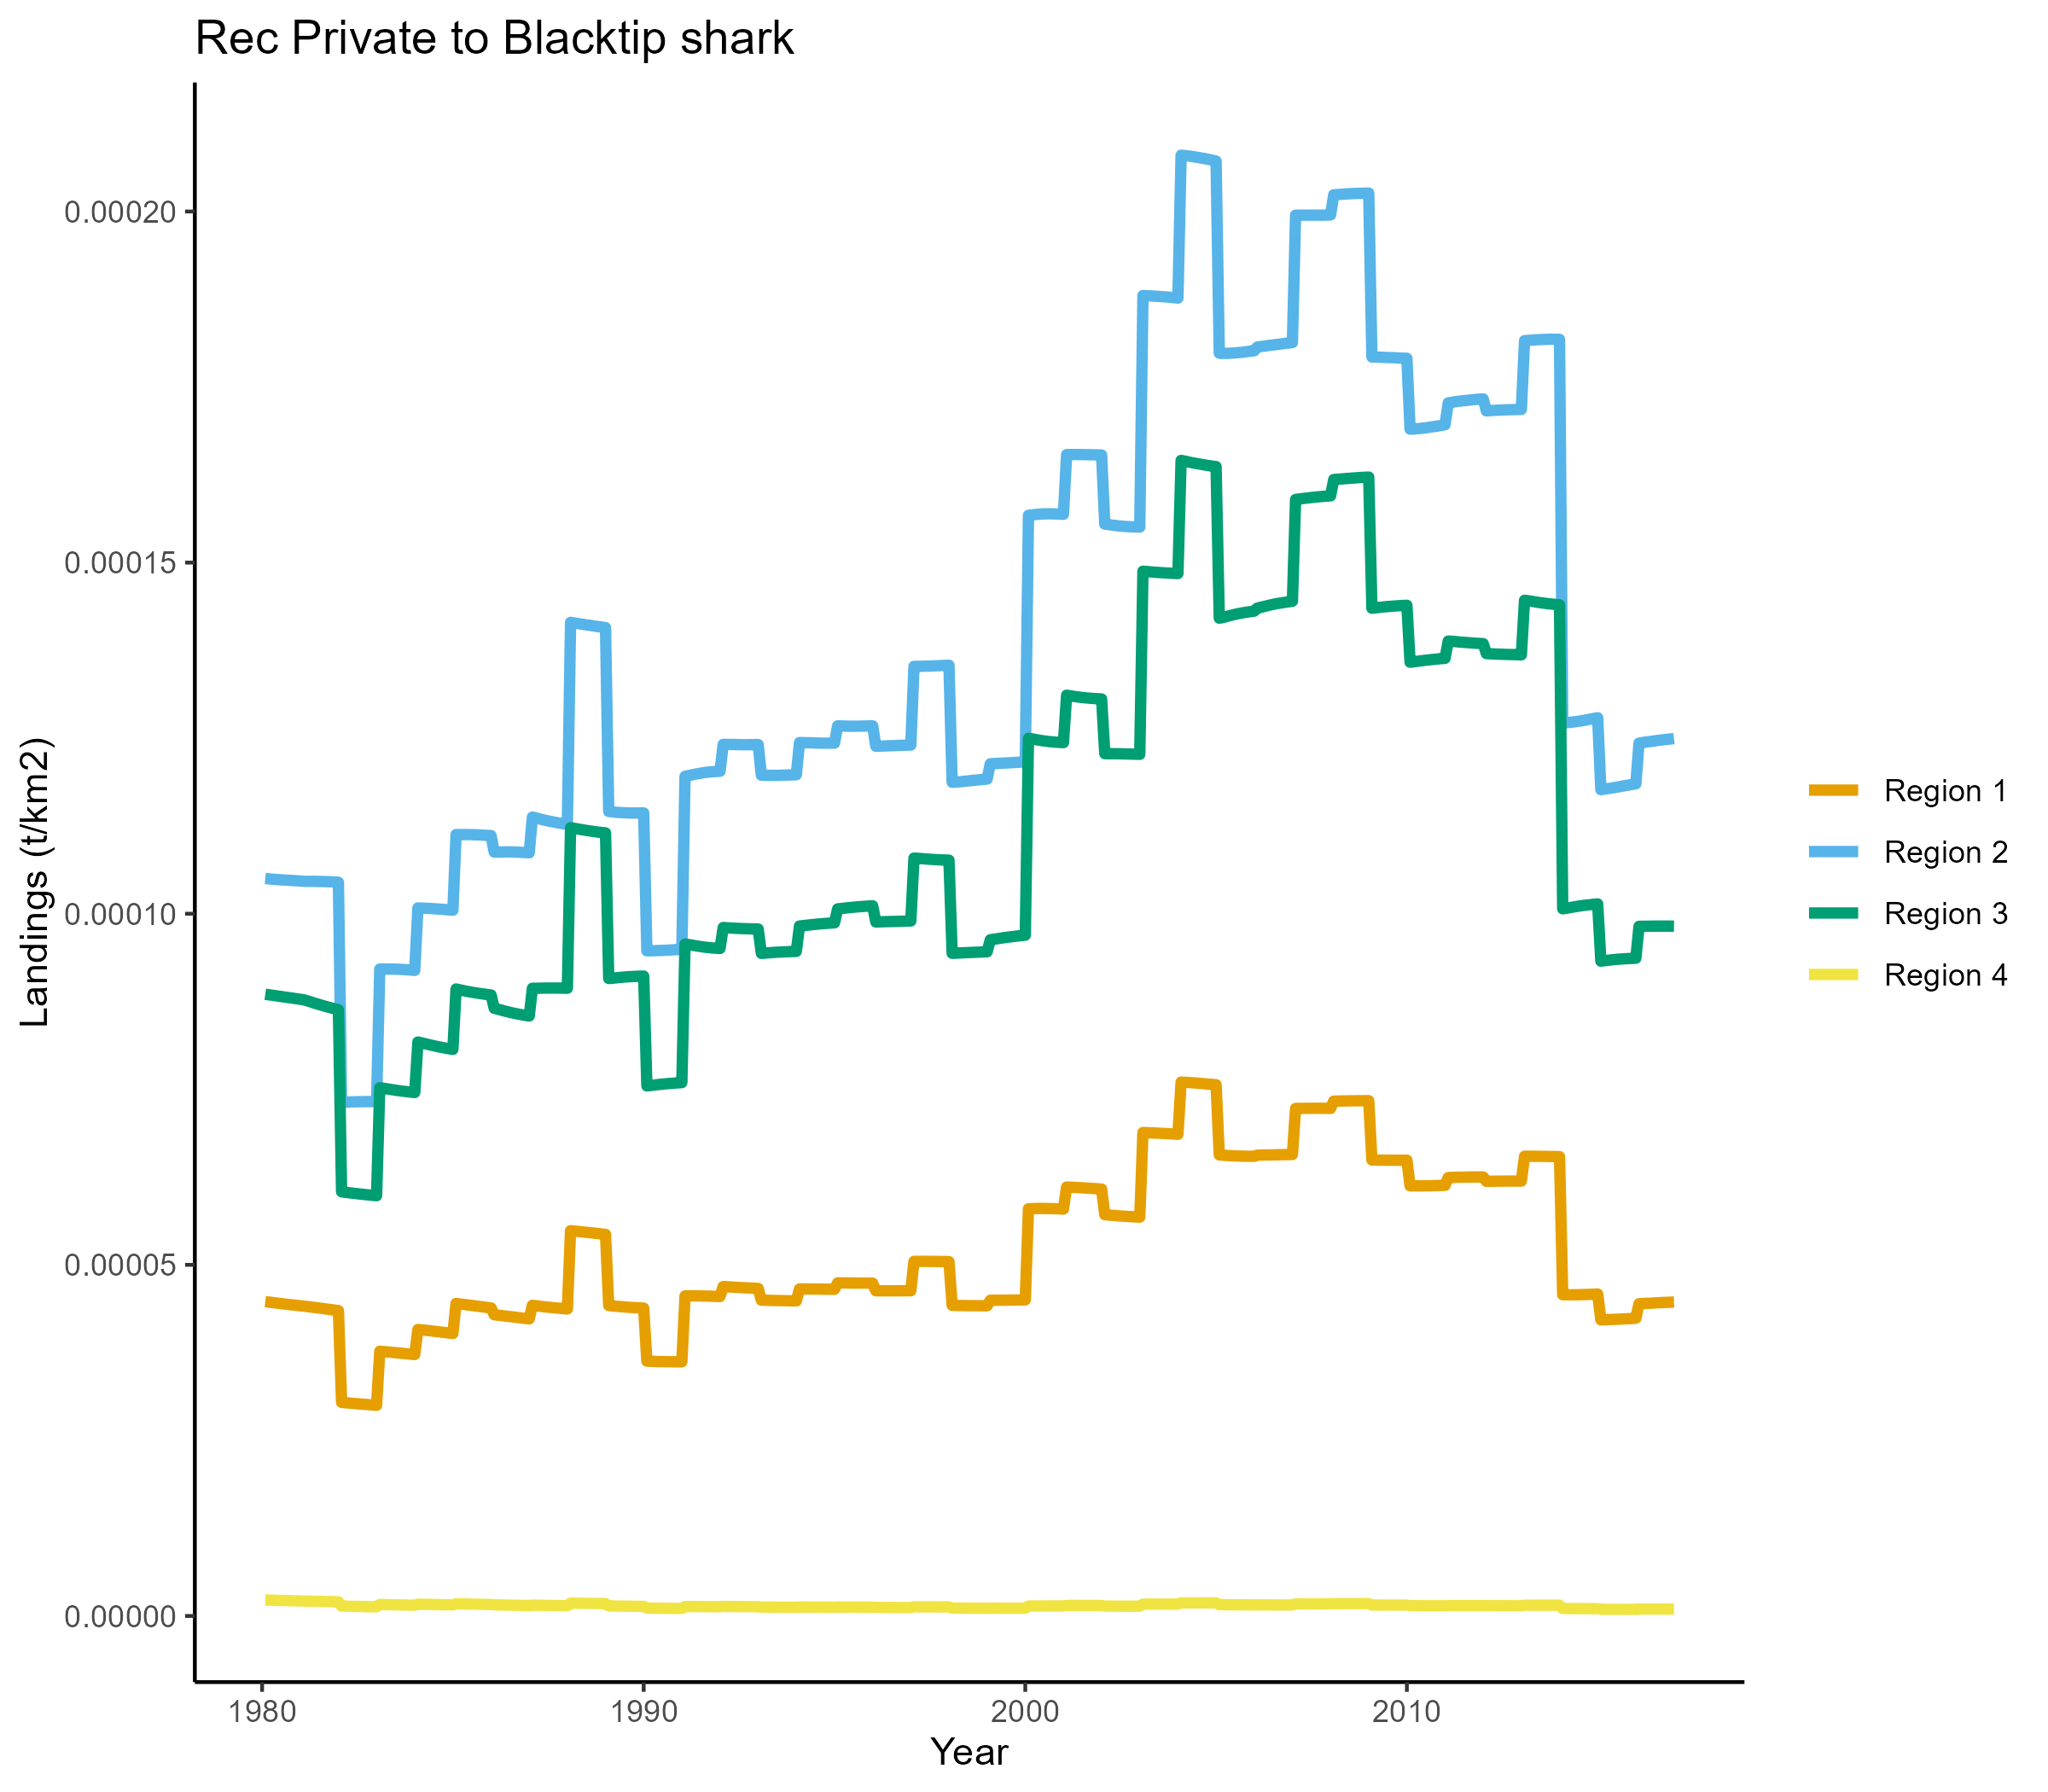 Rec Private to Blacktip shark
Landings (t/km2)
0.00020
0.00015
0.00010
0.00005
0.00000
1980
1990
2000
2010
Year
Region 1
Region 2
Region 3
Region 4